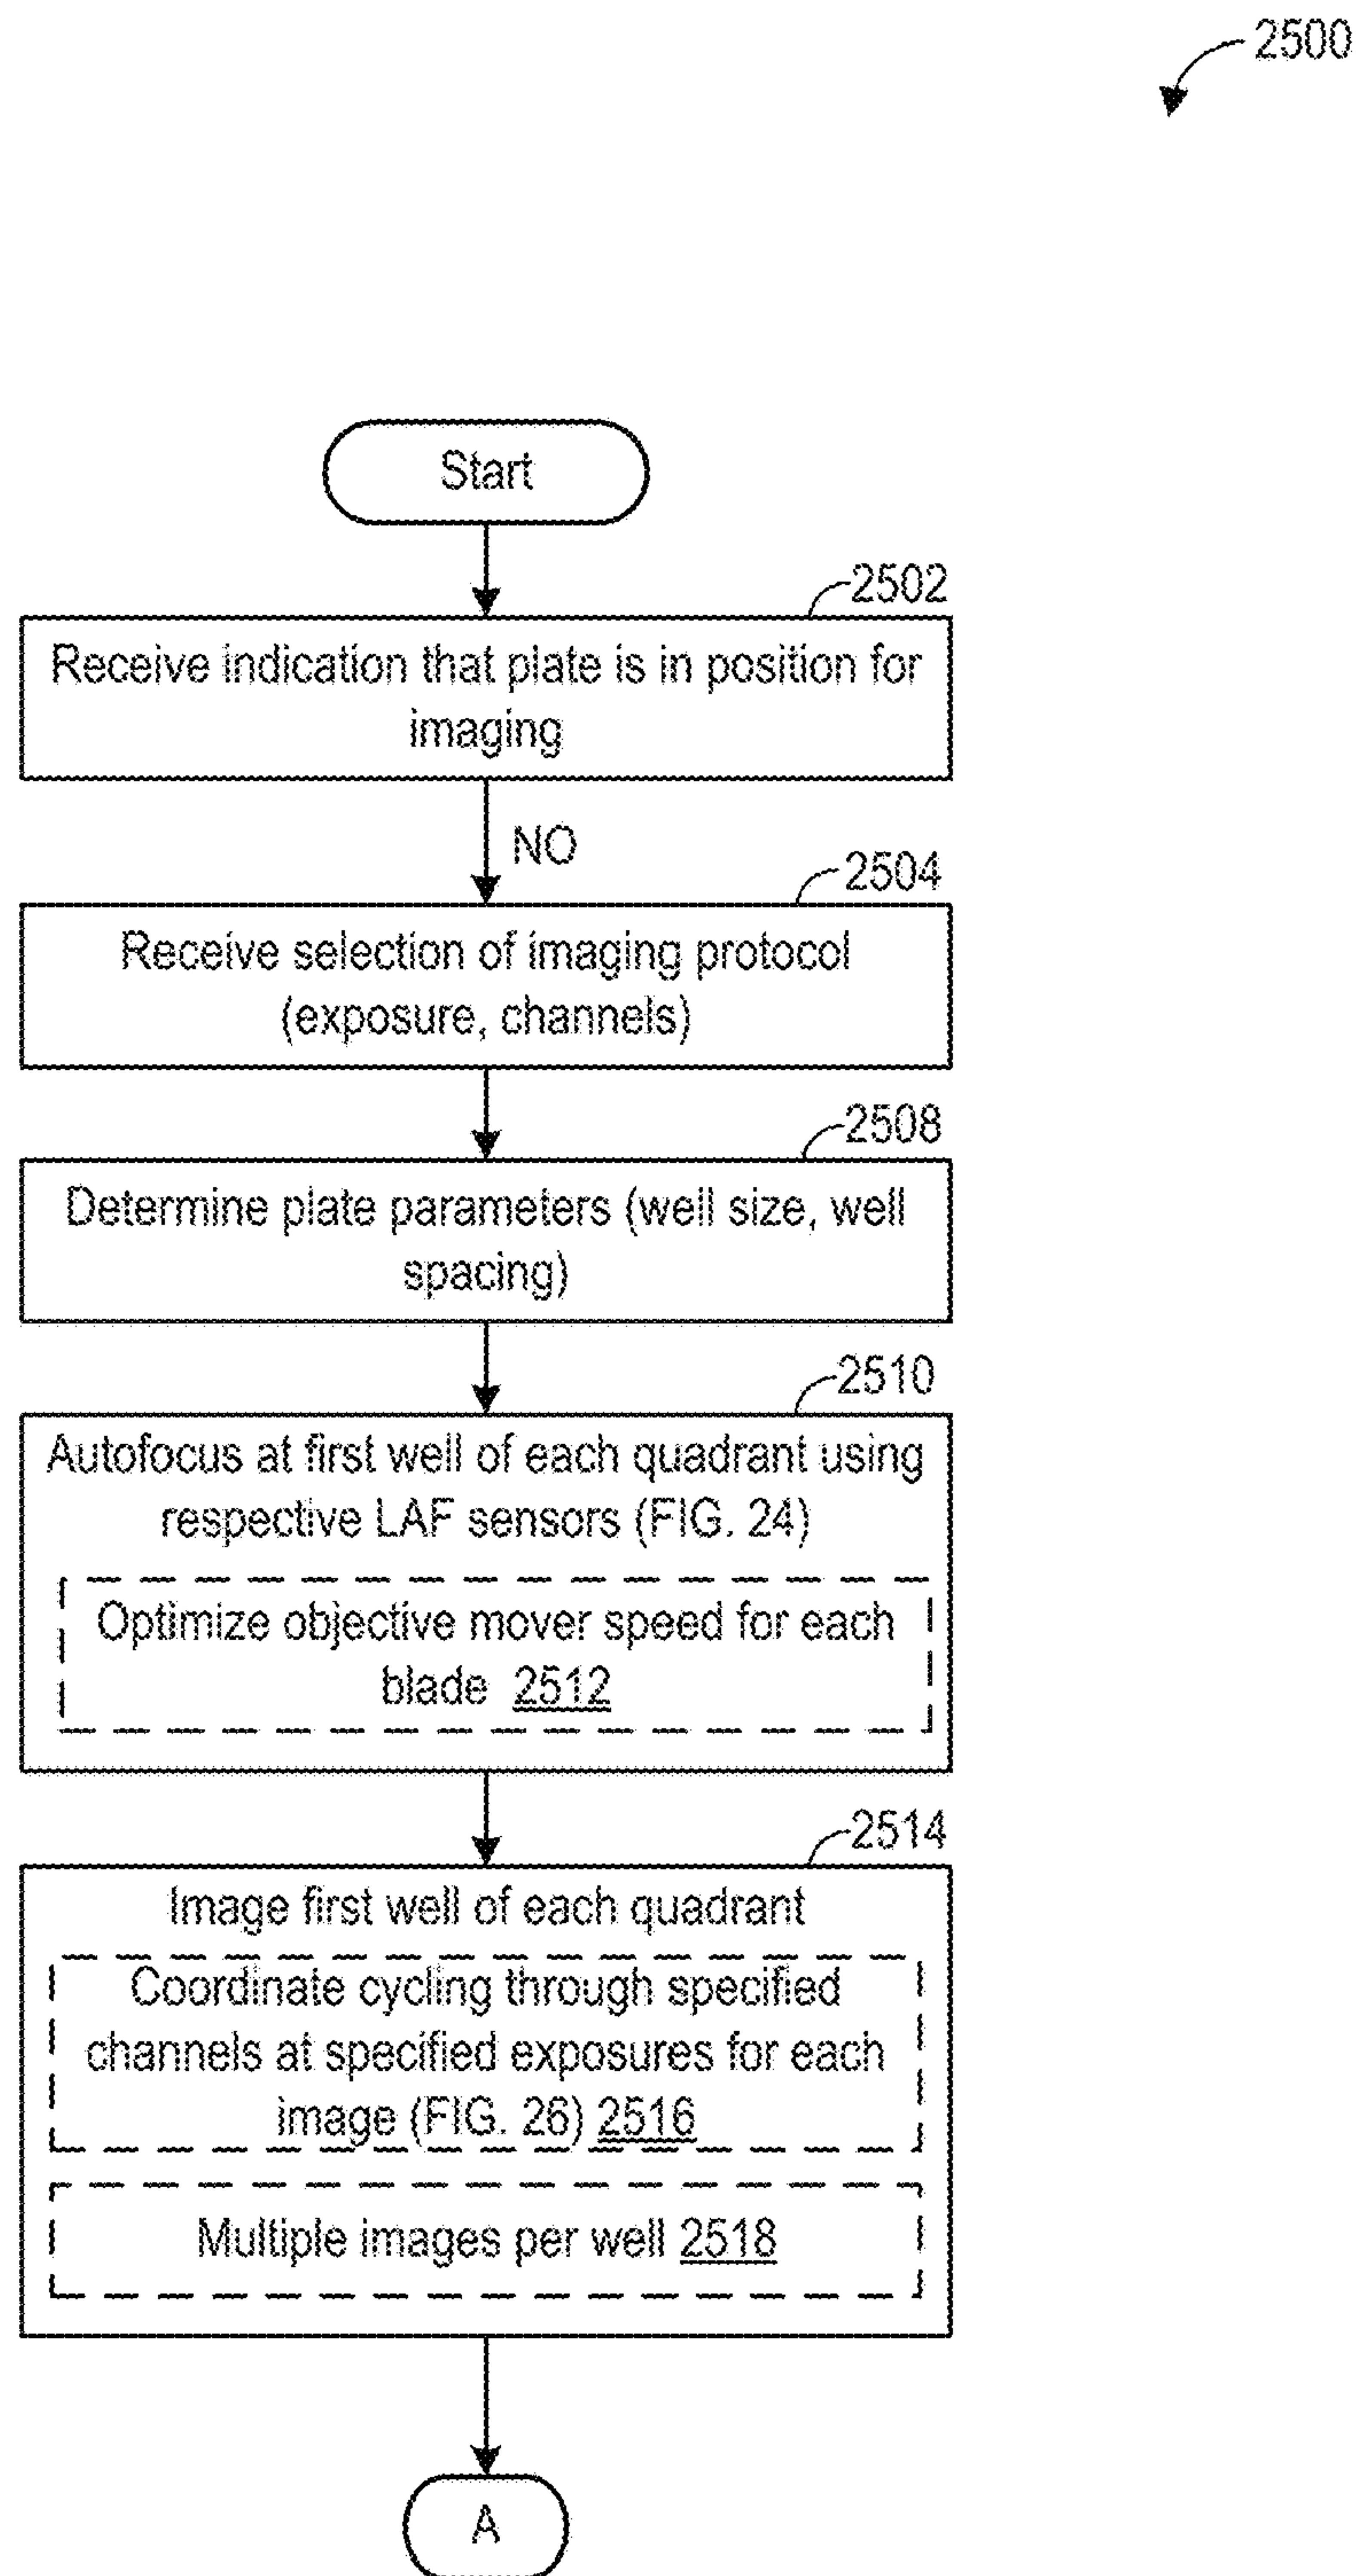 2500
Start
2502
Receive indication that plate is in position for
imaging
NO
2504
Receive selection of imaging protocol
(exposure, channels)
2508
Determine plate parameters (well size, well
spacing)
2510
Autofocus at first well of each quadrant using
respective LAF sensors (FIG. 24)
Optimize objective mover speed for each
blade 2512
2514
Image first well of each quadrant
Coordinate cycling through specified
channels at specified exposures for each
image (FIG. 26) 2516
Multiple images per well 2518
A